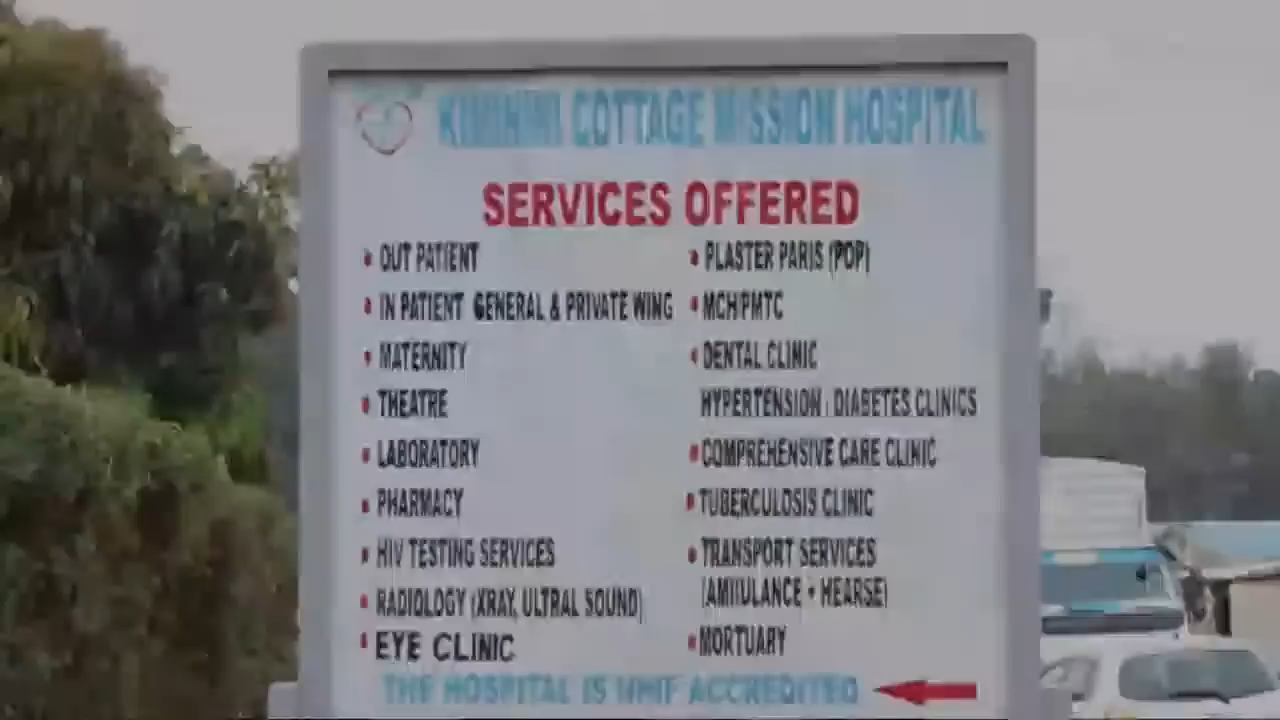 KIMININI COTTAGE MISSION HOSPITAL
SERVICES OFFERED
• OUT PATIENT
• IN PATIENT GENERAL & PRIVATE WING
• MATERNITY
• THEATRE
• LABORATORY
• PHARMACY
• HIV TESTING SERVICES
• RADIOLOGY (XRAY, ULTRAL SOUND)
• EYE CLINIC
• PLASTER PARIS (POP)
• MCH/PMTC
• DENTAL CLINIC
HYPERTENSION, DIABETES CLINICS
• COMPREHENSIVE CARE CLINIC
• TUBERCULOSIS CLINIC
• TRANSPORT SERVICES
(AMBULANCE + HEARSE)
• MORTUARY
THE HOSPITAL IS NHIF ACCREDITED